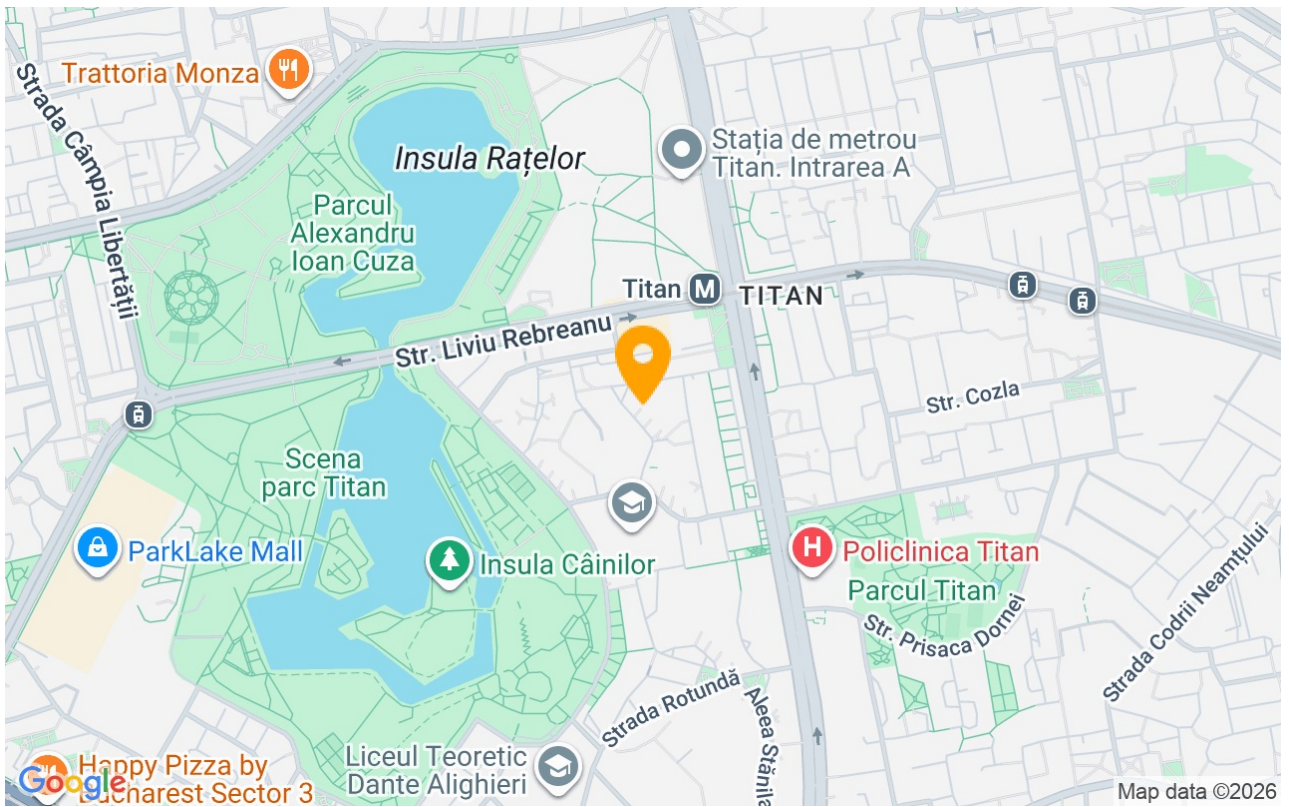 Trattoria Monza
Strada Câmpia Libertății
Insula Rațelor
Stația de metrou
Titan. Intrarea A
Parcul
Alexandru
Ioan Cuza
Titan
M
TITAN
Str. Liviu Rebreanu
Str. Cozla
Scena
parc Titan
ParkLake Mall
Insula Câinilor
H
Policlinica Titan
Parcul Titan
Str. Prisaca Dornei
Strada Codrii Neamțului
Strada Rotundă
Aleea Stănila
Liceul Teoretic
Dante Alighieri
Happy Pizza by
Bucharest Sector 3
Google
Map data ©2026